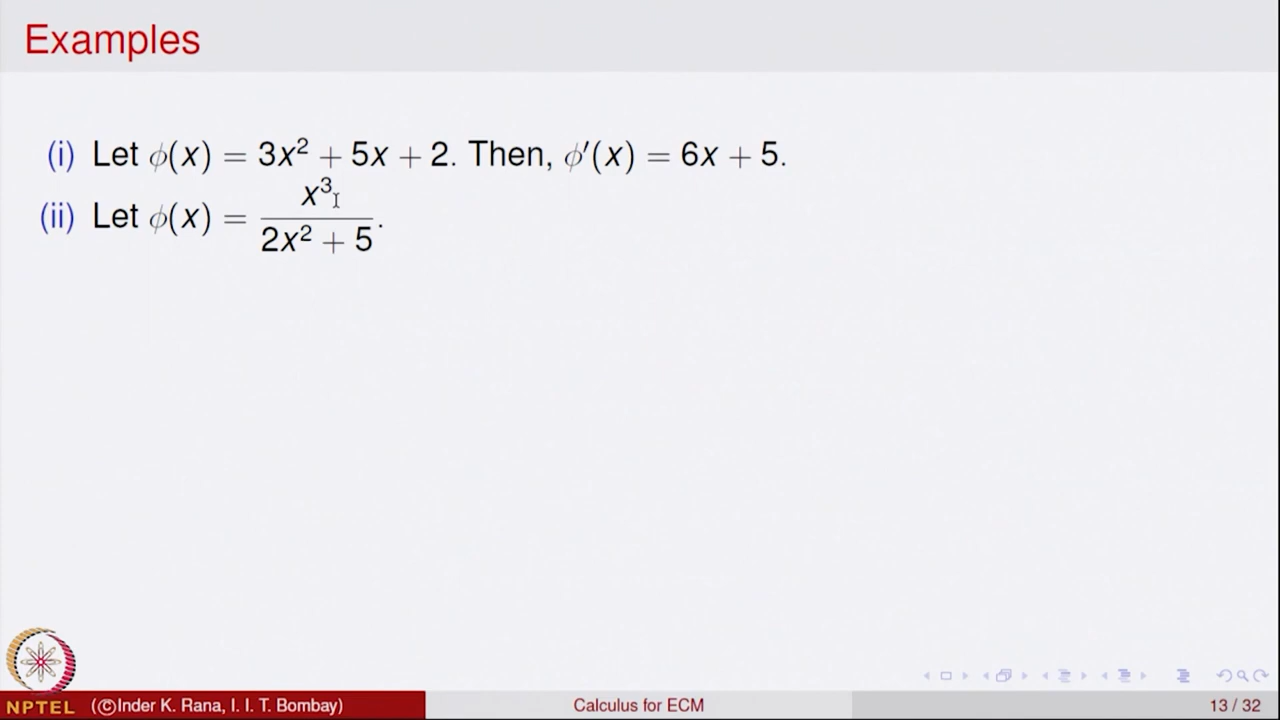 Examples
(i) Let ϕ(x) = 3x² + 5x + 2. Then, ϕ′(x) = 6x + 5.
(ii) Let ϕ(x) = x³ / (2x² + 5).
NPTEL (©Inder K. Rana, I. I. T. Bombay) Calculus for ECM 13 / 32